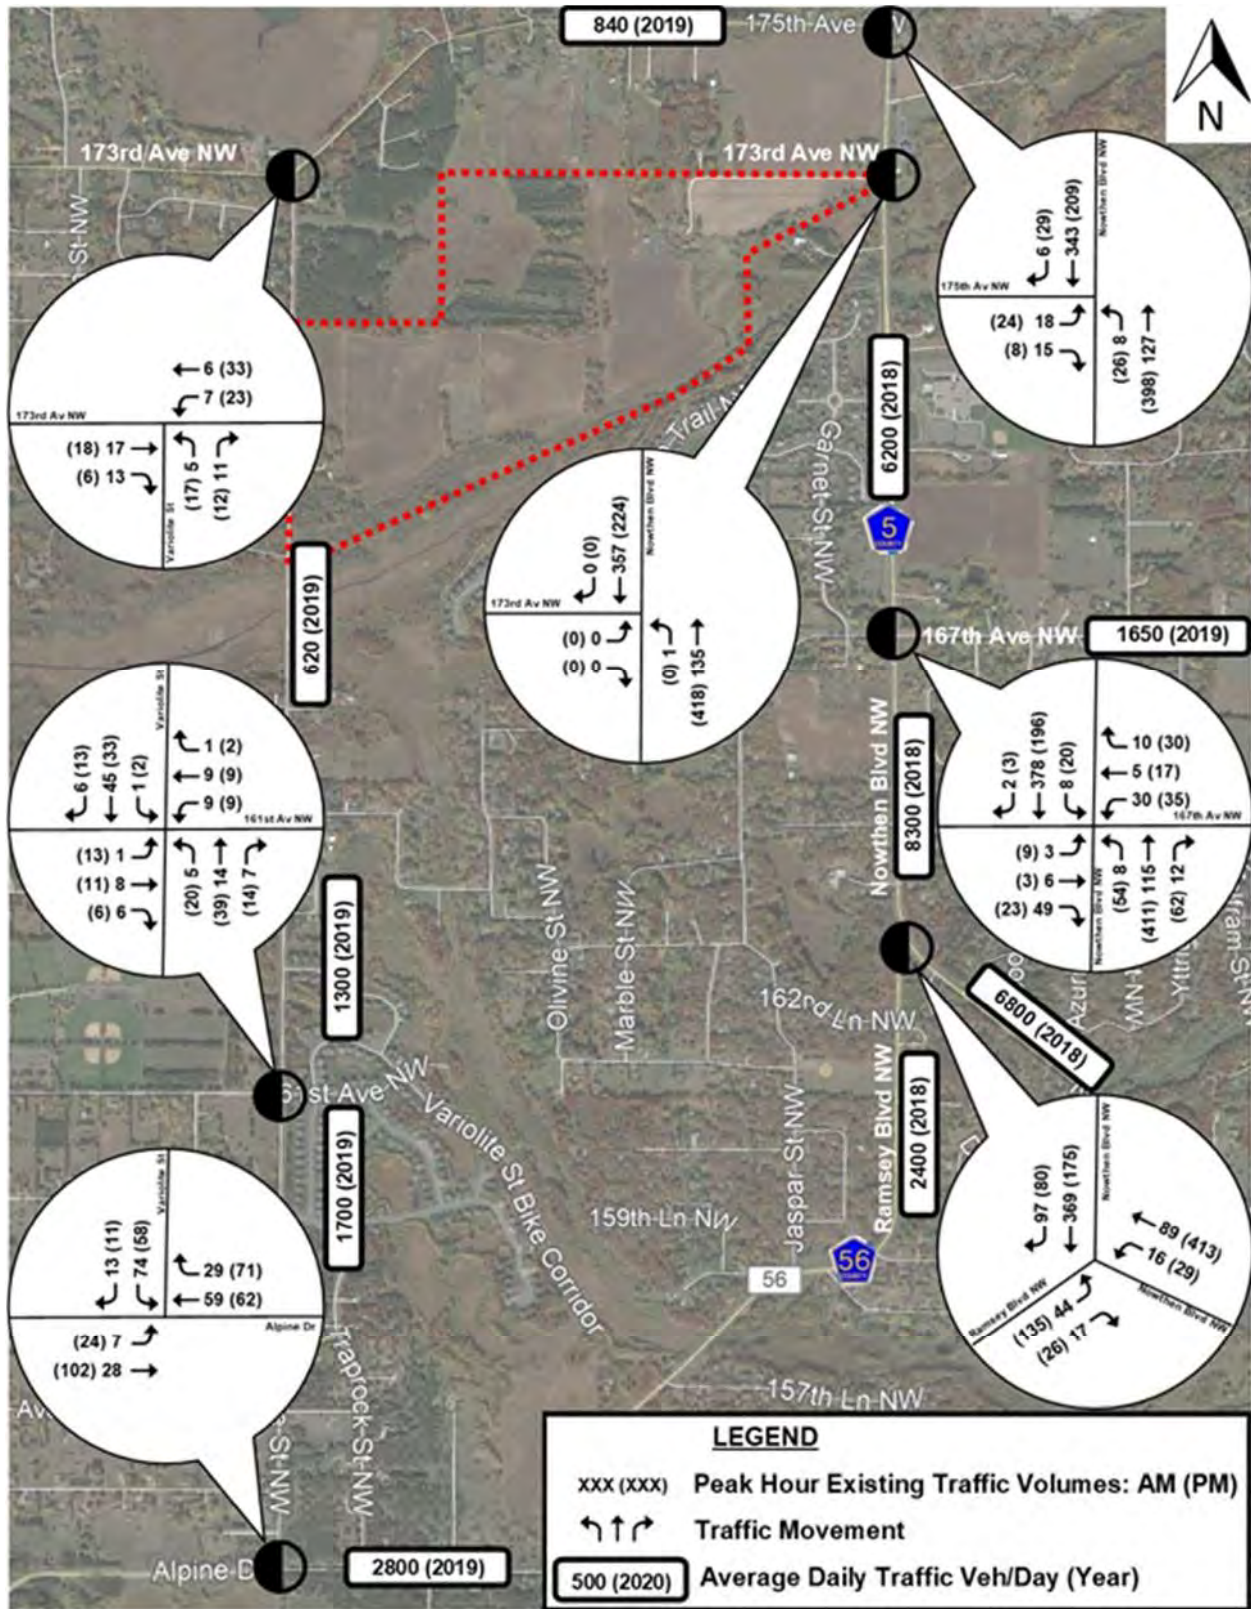 840 (2019)
175th Ave
N
173rd Ave NW
173rd Ave NW
St NW
6 (29)
343 (209)
Nowthen Blvd NW
175th Av NW
(24) 18
(8) 15
(26) 8
(398) 127
6 (33)
7 (23)
173rd Av NW
(18) 17
(6) 13
(17) 5
(12) 11
Variolite St
6200 (2018)
Garnet St NW
Trail
5
COUNTY
0 (0)
357 (224)
Nowthen Blvd NW
173rd Av NW
(0) 0
(0) 0
(0) 1
(418) 135
620 (2019)
167th Ave NW
1650 (2019)
6 (13)
45 (33)
1 (2)
Variolite St
1 (2)
9 (9)
9 (9)
161st Av NW
(13) 1
(11) 8
(6) 6
(20) 5
(39) 14
(14) 7
Nowthen Blvd NW
8300 (2018)
2 (3)
378 (196)
8 (20)
10 (30)
5 (17)
30 (35)
167th Av NW
(9) 3
(3) 6
(23) 49
Nowthen Blvd NW
(54) 8
(411) 115
(62) 12
1300 (2019)
Olivine St NW
Marble St NW
162nd Ln NW
6800 (2018)
61st Ave NW
Variolite St Bike Corridor
1700 (2019)
Jaspar St NW
Ramsey Blvd NW
2400 (2018)
159th Ln NW
56
56
COUNTY
97 (80)
369 (175)
Nowthen Blvd NW
89 (413)
16 (29)
Ramsey Blvd NW
Nowthen Blvd NW
(135) 44
(26) 17
13 (11)
74 (58)
Variolite St
29 (71)
59 (62)
Alpine Dr
(24) 7
(102) 28
Traprock St NW
St NW
157th Ln NW
Alpine D
2800 (2019)
LEGEND
XXX (XXX) Peak Hour Existing Traffic Volumes: AM (PM)
Traffic Movement
500 (2020) Average Daily Traffic Veh/Day (Year)